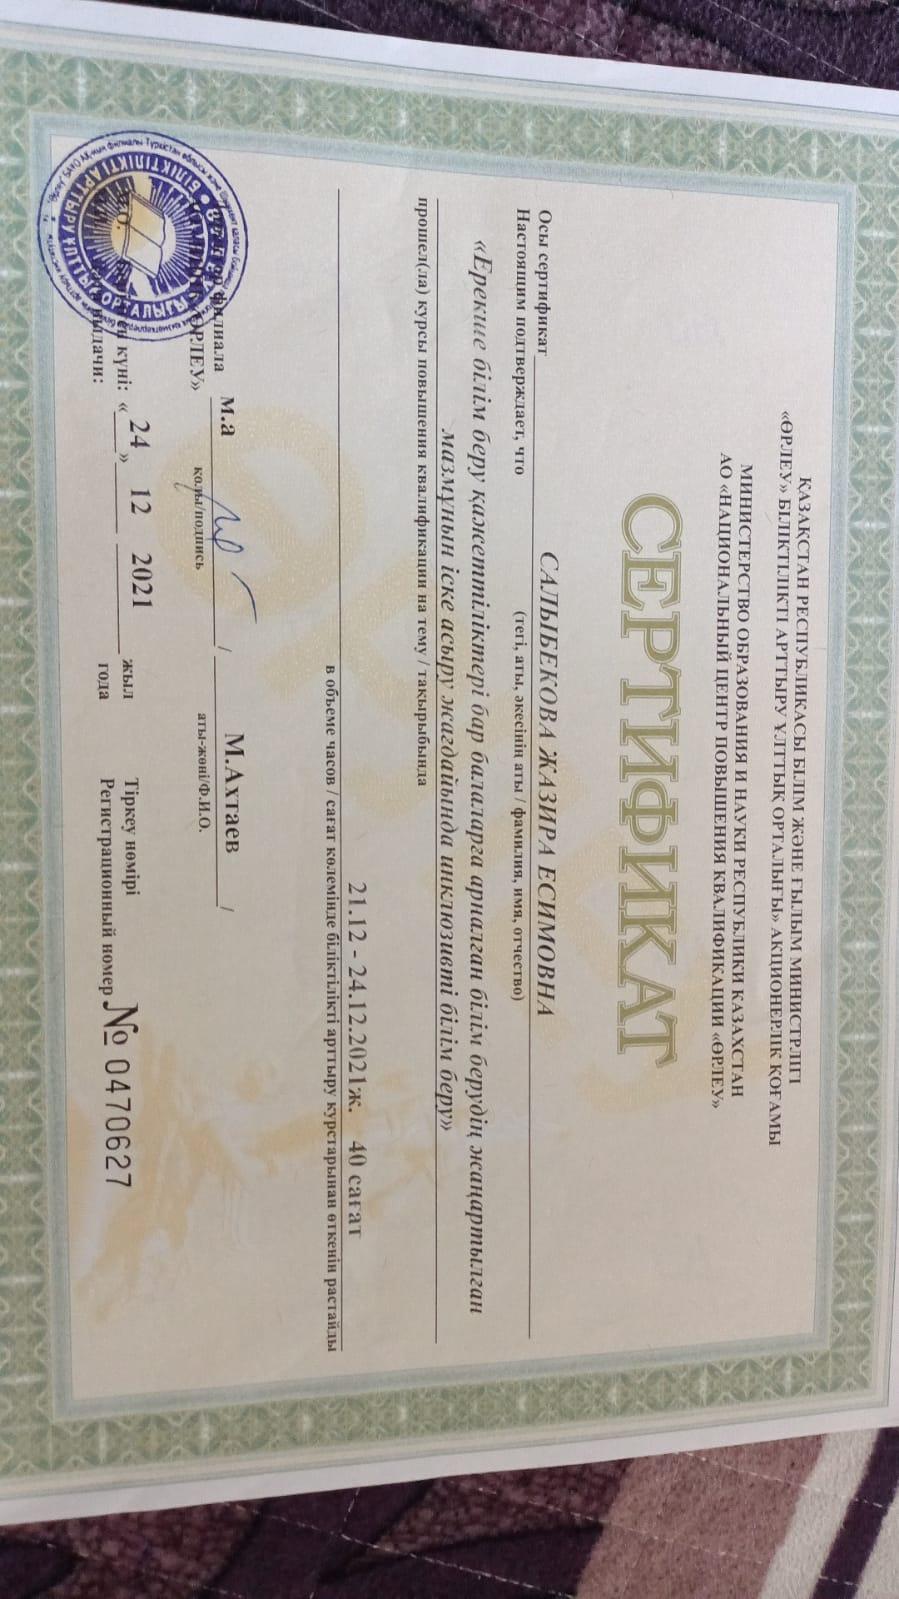 ҚАЗАҚСТАН РЕСПУБЛИКАСЫ БІЛІМ ЖӘНЕ ҒЫЛЫМ МИНИСТРЛІГІ
«ӨРЛЕУ» БІЛІКТІЛІКТІ АРТТЫРУ ҰЛТТЫҚ ОРТАЛЫҒЫ» АКЦИОНЕРЛІК ҚОҒАМЫ
МИНИСТЕРСТВО ОБРАЗОВАНИЯ И НАУКИ РЕСПУБЛИКИ КАЗАХСТАН
АО «НАЦИОНАЛЬНЫЙ ЦЕНТР ПОВЫШЕНИЯ КВАЛИФИКАЦИИ «ӨРЛЕУ»
СЕРТИФИКАТ
Осы сертификат САЛЫБЕКОВА ЖАЗИРА ЕСИМОВНА
Настоящим подтверждает, что (тегі, аты, әкесінің аты / фамилия, имя, отчество)
«Ерекше білім беру қажеттіліктері бар балаларға арналған білім берудің жаңартылған
мазмұнын іске асыру жағдайында инклюзивті білім беру»
прошел(ла) курсы повышения квалификации на тему / тақырыбында
21.12 - 24.12.2021ж. 40 сағат
в объеме часов / сағат көлемінде біліктілікті арттыру курстарынан өткенін растайды
филиала м.а / М.Ахтаев /
ӨРЛЕУ» қолы/подпись аты-жөні/Ф.И.О.
күні: « 24 » 12 2021 жыл Тіркеу нөмірі
выдачи: года Регистрационный номер № 0470627
БІЛІКТІЛІКТІ АРТТЫРУ ҰЛТТЫҚ ОРТАЛЫҒЫ